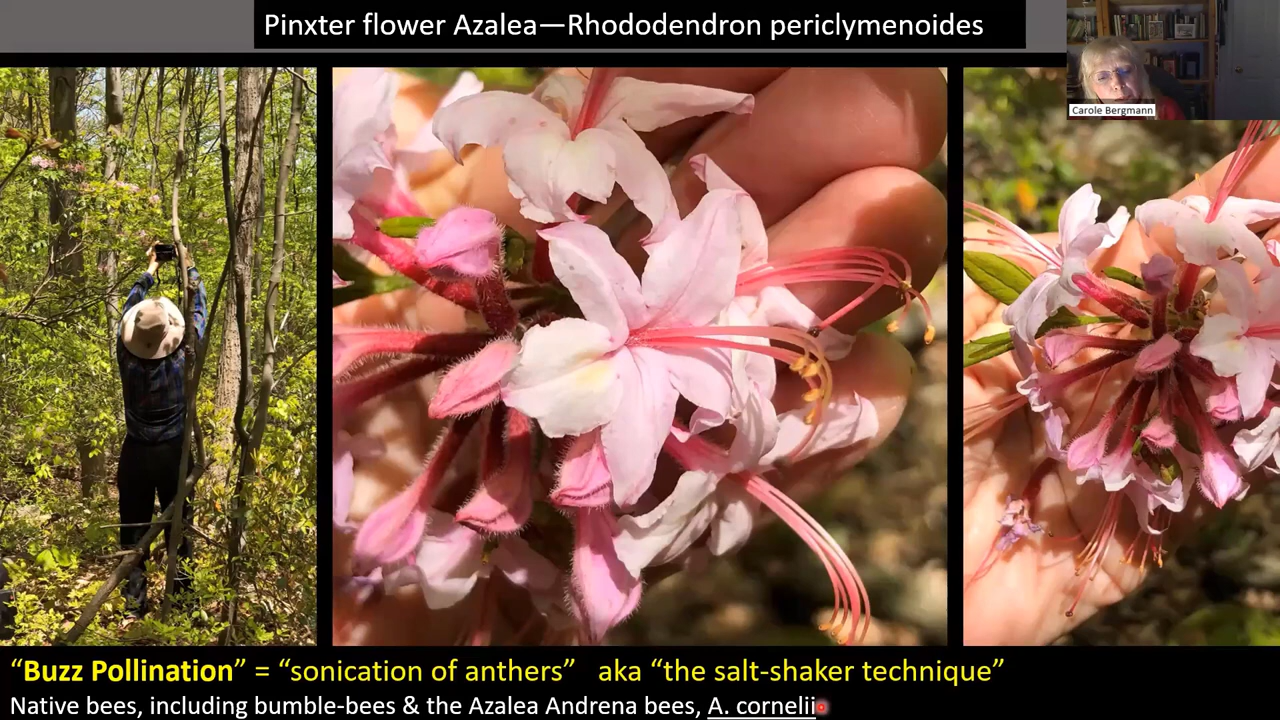 Pinxter flower Azalea—Rhododendron periclymenoides
Carole Bergmann
“Buzz Pollination” = “sonication of anthers” aka “the salt-shaker technique”
Native bees, including bumble-bees & the Azalea Andrena bees, A. cornelii